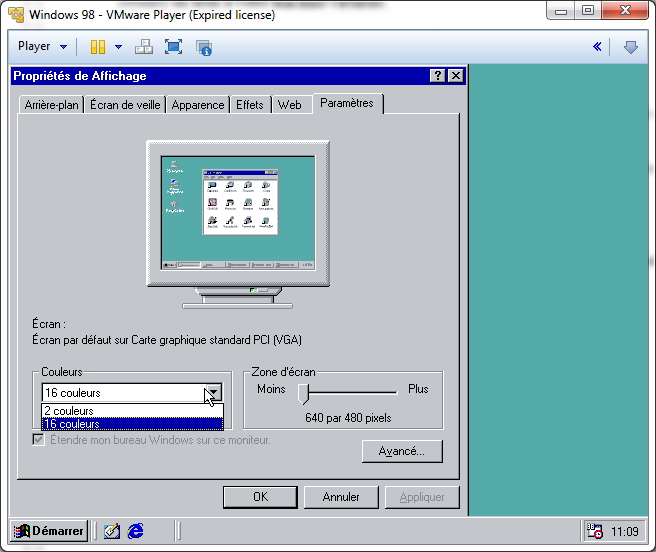 Windows 98 - VMware Player (Expired license)
Player
Propriétés de Affichage
Arrière-plan Écran de veille Apparence Effets Web Paramètres
Écran :
Écran par défaut sur Carte graphique standard PCI (VGA)
Couleurs
16 couleurs
2 couleurs
16 couleurs
Zone d'écran
Moins Plus
640 par 480 pixels
Étendre mon bureau Windows sur ce moniteur.
Avancé...
OK Annuler Appliquer
Démarrer 11:09